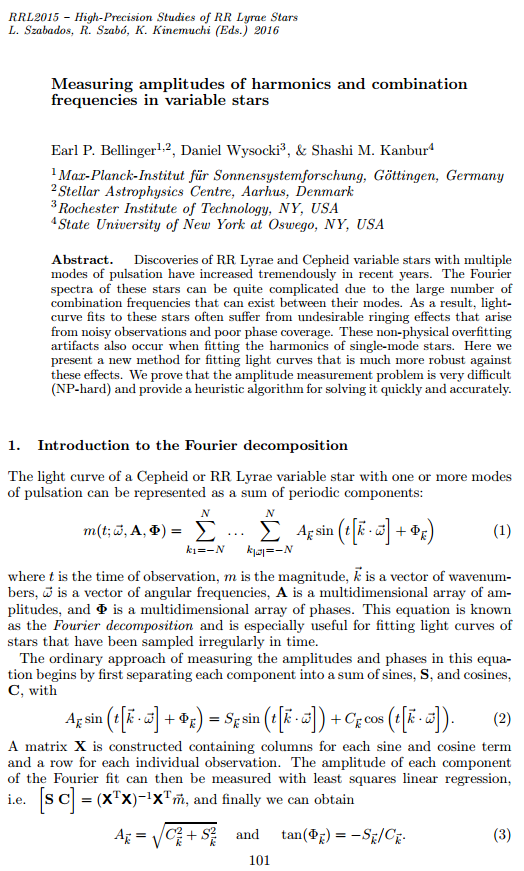 RRL2015 – High-Precision Studies of RR Lyrae Stars
L. Szabados, R. Szabó, K. Kinemuchi (Eds.) 2016
Measuring amplitudes of harmonics and combination
frequencies in variable stars
Earl P. Bellinger¹,², Daniel Wysocki³, & Shashi M. Kanbur⁴
¹Max-Planck-Institut für Sonnensystemforschung, Göttingen, Germany
²Stellar Astrophysics Centre, Aarhus, Denmark
³Rochester Institute of Technology, NY, USA
⁴State University of New York at Oswego, NY, USA
Abstract. Discoveries of RR Lyrae and Cepheid variable stars with multiple
modes of pulsation have increased tremendously in recent years. The Fourier
spectra of these stars can be quite complicated due to the large number of
combination frequencies that can exist between their modes. As a result, light-
curve fits to these stars often suffer from undesirable ringing effects that arise
from noisy observations and poor phase coverage. These non-physical overfitting
artifacts also occur when fitting the harmonics of single-mode stars. Here we
present a new method for fitting light curves that is much more robust against
these effects. We prove that the amplitude measurement problem is very difficult
(NP-hard) and provide a heuristic algorithm for solving it quickly and accurately.
1. Introduction to the Fourier decomposition
The light curve of a Cepheid or RR Lyrae variable star with one or more modes
of pulsation can be represented as a sum of periodic components:
m(t; ω⃗, A, Φ) = ∑_{k₁=−N}^{N} … ∑_{k_{|ω⃗|}=−N}^{N} A_{k⃗} sin (t[k⃗ · ω⃗] + Φ_{k⃗}) (1)
where t is the time of observation, m is the magnitude, k⃗ is a vector of wavenum-
bers, ω⃗ is a vector of angular frequencies, A is a multidimensional array of am-
plitudes, and Φ is a multidimensional array of phases. This equation is known
as the Fourier decomposition and is especially useful for fitting light curves of
stars that have been sampled irregularly in time.
The ordinary approach of measuring the amplitudes and phases in this equa-
tion begins by first separating each component into a sum of sines, S, and cosines,
C, with
A_{k⃗} sin (t[k⃗ · ω⃗] + Φ_{k⃗}) = S_{k⃗} sin (t[k⃗ · ω⃗]) + C_{k⃗} cos (t[k⃗ · ω⃗]). (2)
A matrix X is constructed containing columns for each sine and cosine term
and a row for each individual observation. The amplitude of each component
of the Fourier fit can then be measured with least squares linear regression,
i.e. [S C] = (XᵀX)⁻¹Xᵀm⃗, and finally we can obtain
A_{k⃗} = √(C²_{k⃗} + S²_{k⃗}) and tan(Φ_{k⃗}) = −S_{k⃗}/C_{k⃗}. (3)
101